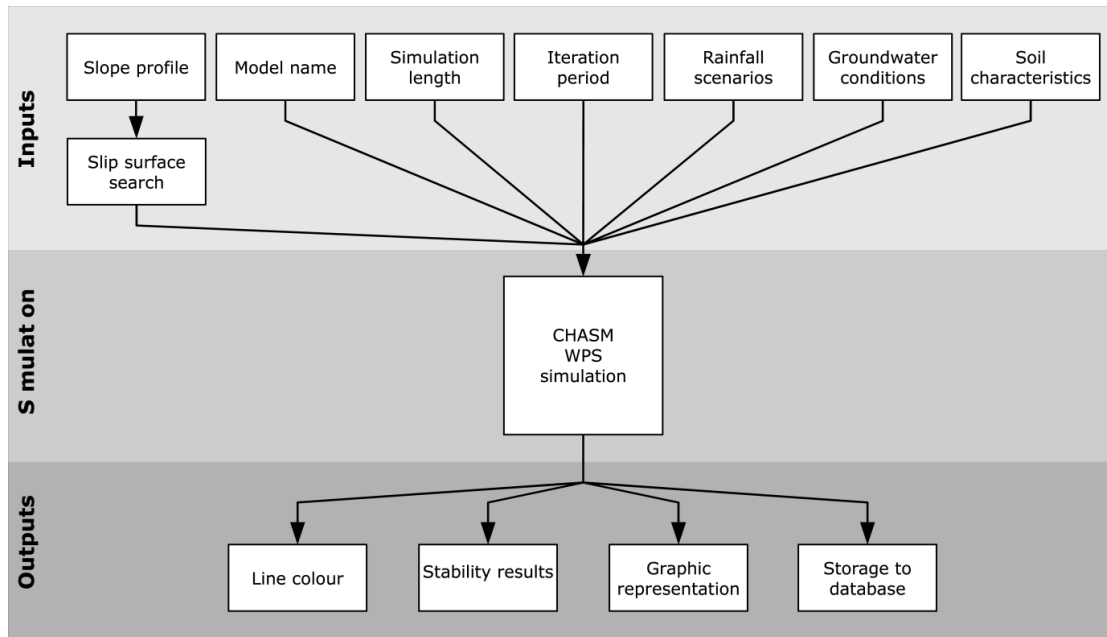 Inputs
Slope profile
Model name
Simulation
length
Iteration
period
Rainfall
scenarios
Groundwater
conditions
Soil
characteristics
Slip surface
search
S mulat on
CHASM
WPS
simulation
Outputs
Line colour
Stability results
Graphic
representation
Storage to
database